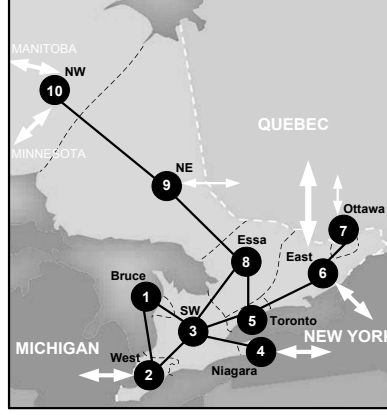 MANITOBA
NW
10
MINNESOTA
QUEBEC
NE
9
Ottawa
7
Essa
8
East
6
Bruce
1
SW
3
5
Toronto
NEW YORK
MICHIGAN
West
2
4
Niagara